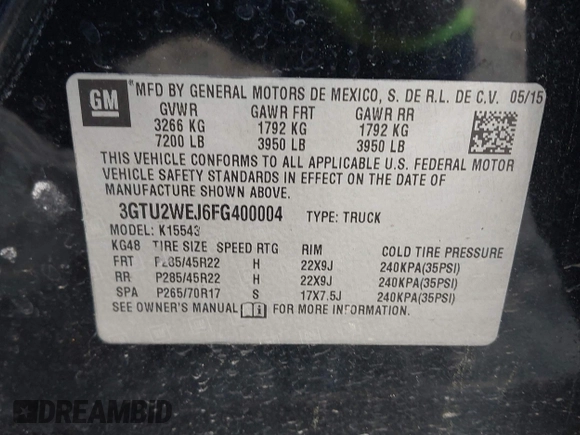 GM
*MFD BY GENERAL MOTORS DE MEXICO, S. DE R.L. DE C.V. 05/15
GVWR GAWR FRT GAWR RR
3266 KG 1792 KG 1792 KG
7200 LB 3950 LB 3950 LB
THIS VEHICLE CONFORMS TO ALL APPLICABLE U.S. FEDERAL MOTOR
VEHICLE SAFETY STANDARDS IN EFFECT ON THE DATE OF
MANUFACTURE SHOWN ABOVE.
3GTU2WEJ6FG400004 TYPE: TRUCK
MODEL: K15543
KG48 TIRE SIZE SPEED RTG RIM COLD TIRE PRESSURE
FRT P285/45R22 H 22X9J 240KPA(35PSI)
RR P285/45R22 H 22X9J 240KPA(35PSI)
SPA P265/70R17 S 17X7.5J 240KPA(35PSI)
SEE OWNER'S MANUAL FOR MORE INFORMATION.
DREAMBID